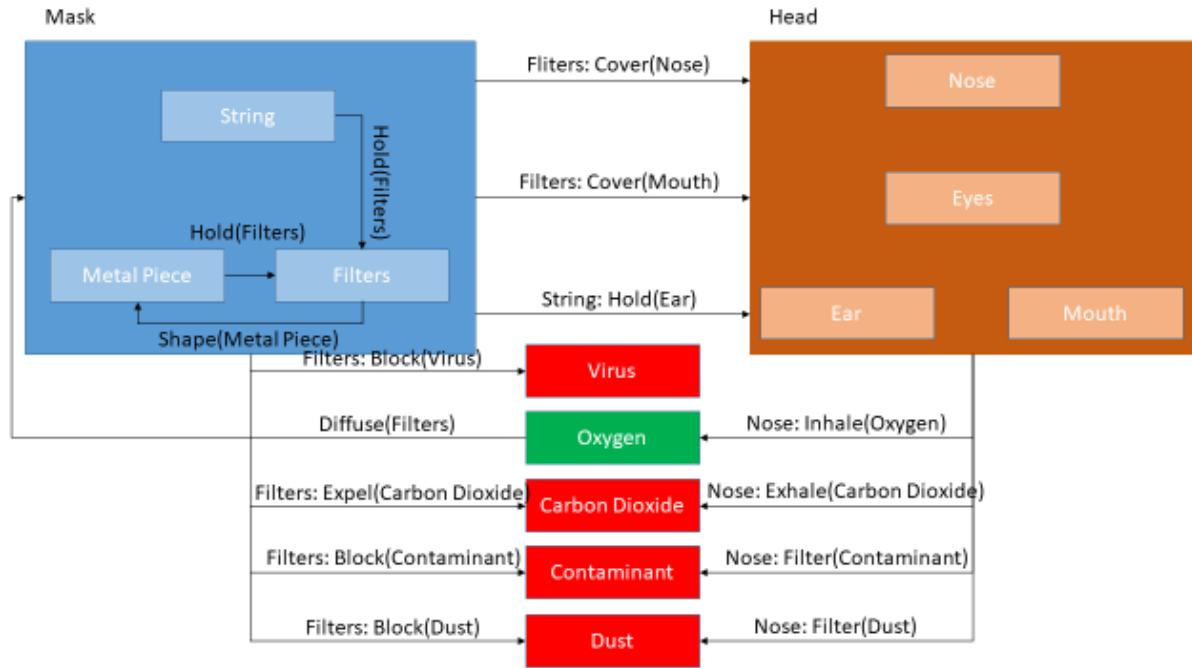 Mask
Head
Fliters: Cover(Nose)
Nose
String
Hold(Filters)
Filters: Cover(Mouth)
Eyes
Hold(Filters)
Metal Piece
Filters
String: Hold(Ear)
Ear
Mouth
Shape(Metal Piece)
Filters: Block(Virus)
Virus
Diffuse(Filters)
Oxygen
Nose: Inhale(Oxygen)
Filters: Expel(Carbon Dioxide)
Carbon Dioxide
Nose: Exhale(Carbon Dioxide)
Filters: Block(Contaminant)
Contaminant
Nose: Filter(Contaminant)
Filters: Block(Dust)
Dust
Nose: Filter(Dust)